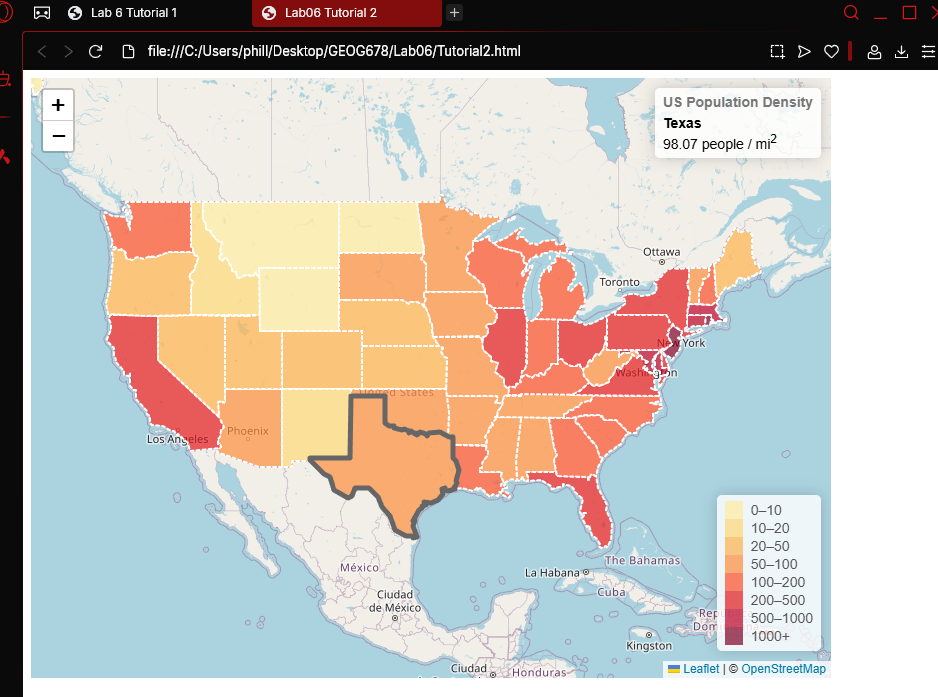 Lab 6 Tutorial 1
Lab06 Tutorial 2
+
file:///C:/Users/phill/Desktop/GEOG678/Lab06/Tutorial2.html
+
−
US Population Density
Texas
98.07 people / mi2
Ottawa
Toronto
New York
Washington
United States
Los Angeles
Phoenix
0–10
10–20
20–50
50–100
100–200
200–500
500–1000
1000+
The Bahamas
La Habana
México
Cuba
Ciudad
de México
Kingston
Ciudad
Honduras
Leaflet | © OpenStreetMap